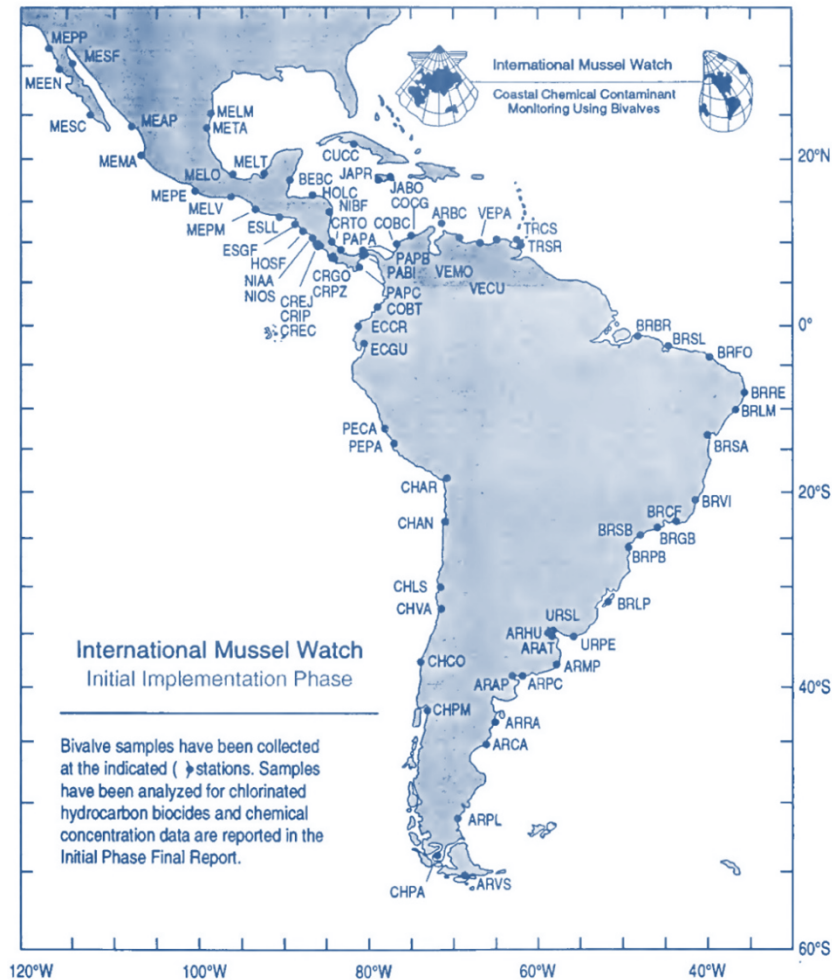 MEPP
MESF
MEEN
MESC
MEAP
MEMA
MELM
META
MELO
MELT
MEPE
MELV
MEPM
CUCC
BEBC
JAPR
JABO
HOLC
NIBF
COCG
CRTO
COBC
ARBC
VEPA
TRCS
TRSR
ESLL
PAPA
ESGF
HOSF
NIAA
NIOS
CRGO
CRPZ
PAPB
PABI
VEMO
VECU
CREJ
CRIP
CREC
PAPC
COBT
ECCR
ECGU
International Mussel Watch
Coastal Chemical Contaminant
Monitoring Using Bivalves
20°N
0°
20°S
40°S
60°S
BRBR
BRSL
BRFO
BRRE
BRLM
BRSA
PECA
PEPA
CHAR
BRVI
BRCF
CHAN
BRSB
BRGB
BRPB
CHLS
BRLP
CHVA
URSL
ARHU
ARAT
URPE
CHCO
ARMP
ARAP
ARPC
CHPM
ARRA
ARCA
ARPL
CHPA
ARVS
International Mussel Watch
Initial Implementation Phase
Bivalve samples have been collected
at the indicated ( ) stations. Samples
have been analyzed for chlorinated
hydrocarbon biocides and chemical
concentration data are reported in the
Initial Phase Final Report.
120°W
100°W
80°W
60°W
40°W